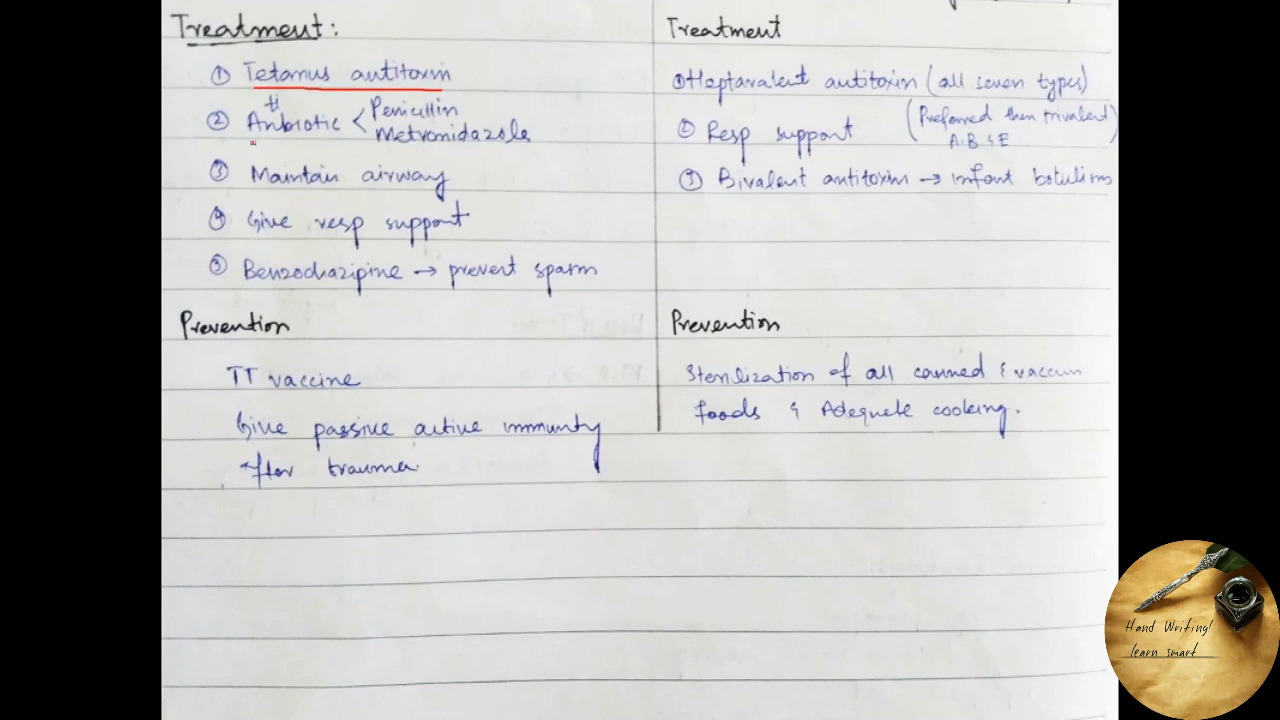 Treatment:
① Tetanus antitoxin
② Antibiotic < Penicillin
Metronidazole
③ Maintain airway
④ Give resp support
⑤ Benzodiazipine → prevent spasm
Prevention
TT vaccine
Give passive active immunity
after trauma
Treatment
① Heptavalent antitoxin (all seven types)
(Preferred then trivalent)
A.B & E
② Resp support
③ Bivalent antitoxin → infant botulism
Prevention
Sterilization of all canned & vaccum
foods & Adequete cooking.
Hand Writing!
learn smart